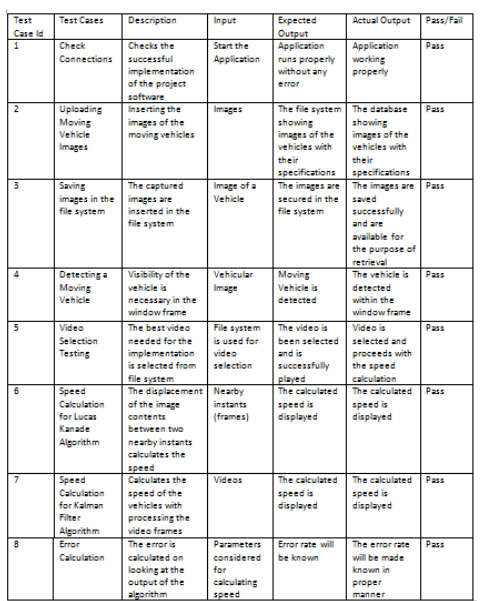 Test Case Id | Test Cases | Description | Input | Expected Output | Actual Output | Pass/Fail
1 | Check Connections | Checks the successful implementation of the project software | Start the Application | Application runs properly without any error | Application working properly | Pass
2 | Uploading Moving Vehicle Images | Inserting the images of the moving vehicles | Images | The file system showing images of the vehicles with their specifications | The database showing images of the vehicles with their specifications | Pass
3 | Saving images in the file system | The captured images are inserted in the file system | Image of a Vehicle | The images are secured in the file system | The images are saved successfully and are available for the purpose of retrieval | Pass
4 | Detecting a Moving Vehicle | Visibility of the vehicle is necessary in the window frame | Vehicular Image | Moving Vehicle is detected | The vehicle is detected within the window frame | Pass
5 | Video Selection Testing | The best video needed for the implementation is selected from file system | File system is used for video selection | The video is been selected and is successfully played | Video is selected and proceeds with the speed calculation | Pass
6 | Speed Calculation for Lucas Kanade Algorithm | The displacement of the image contents between two nearby instants calculates the speed | Nearby instants (frames) | The calculated speed is displayed | The calculated speed is displayed | Pass
7 | Speed Calculation for Kalman Filter Algorithm | Calculates the speed of the vehicles with processing the video frames | Videos | The calculated speed is displayed | The calculated speed is displayed | Pass
8 | Error Calculation | The error is calculated on looking at the output of the algorithm | Parameters considered for calculating speed | Error rate will be known | The error rate will be made known in proper manner | Pass